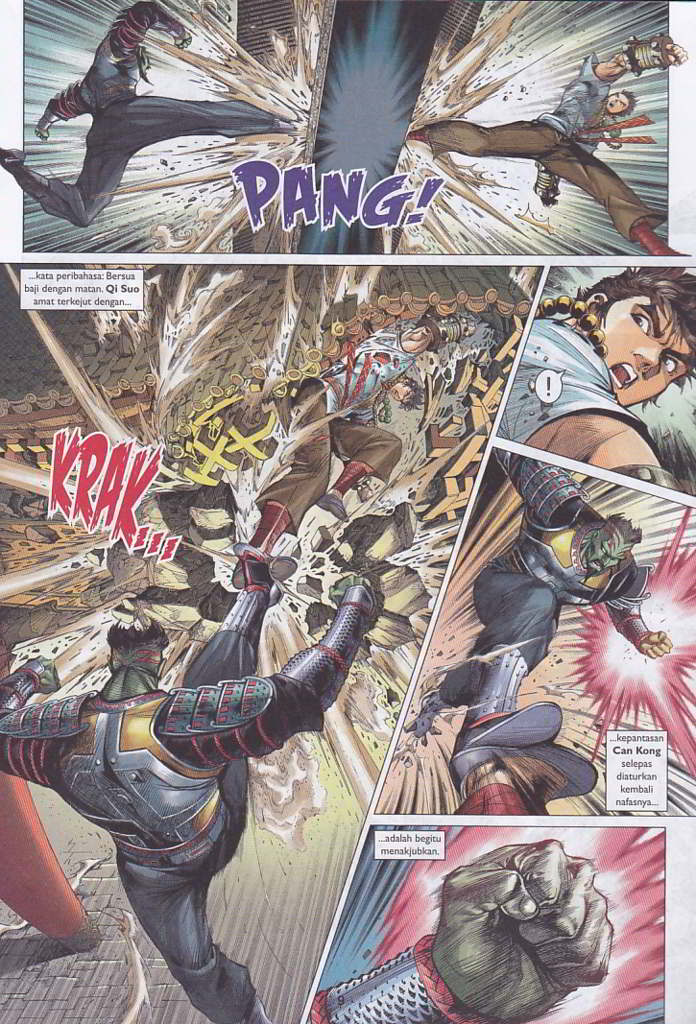 PANG!
...kata peribahasa: Bersua
baji dengan matan. Qi Suo
amat terkejut dengan...
KRAK...
!
...kepantasan
Can Kong
selepas
diaturkan
kembali
nafasnya...
...adalah begitu
menakjubkan.
9